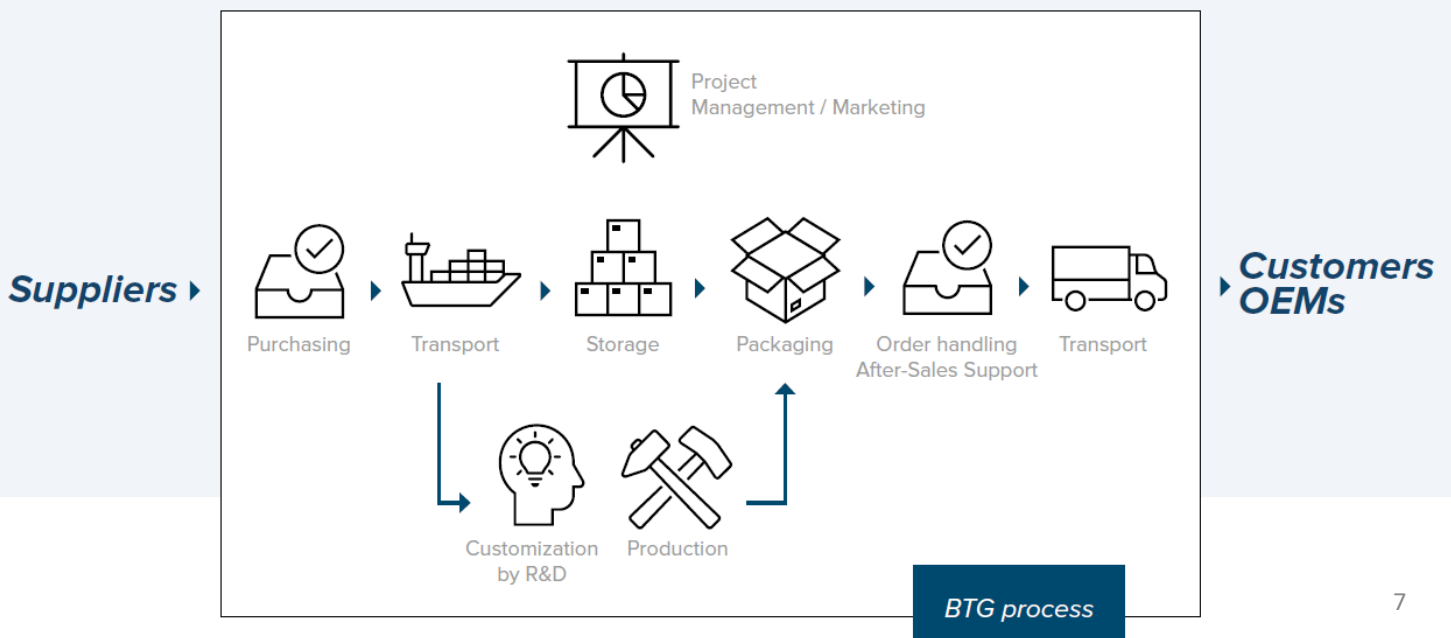 Project
Management / Marketing
Suppliers
Customers
OEMs
Purchasing
Transport
Storage
Packaging
Order handling
After-Sales Support
Transport
Customization
by R&D
Production
BTG process
7